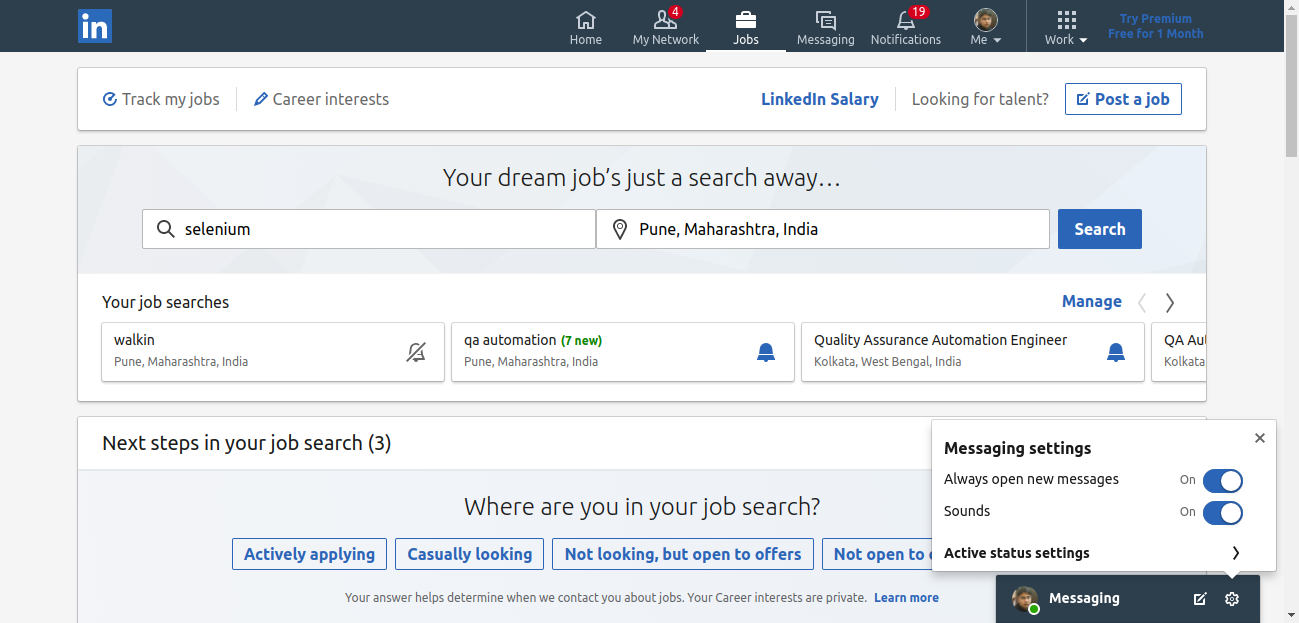 in
Home
4
My Network
Jobs
Messaging
19
Notifications
Me
Work
Try Premium
Free for 1 Month
Track my jobs
Career interests
LinkedIn Salary
Looking for talent?
Post a job
Your dream job's just a search away…
selenium
Pune, Maharashtra, India
Search
Your job searches
Manage
walkin
Pune, Maharashtra, India
qa automation (7 new)
Pune, Maharashtra, India
Quality Assurance Automation Engineer
Kolkata, West Bengal, India
QA
Kolkata
Next steps in your job search (3)
Where are you in your job search?
Actively applying
Casually looking
Not looking, but open to offers
Not open to
Your answer helps determine when we contact you about jobs. Your Career interests are private. Learn more
Messaging settings
Always open new messages On
Sounds On
Active status settings
Messaging